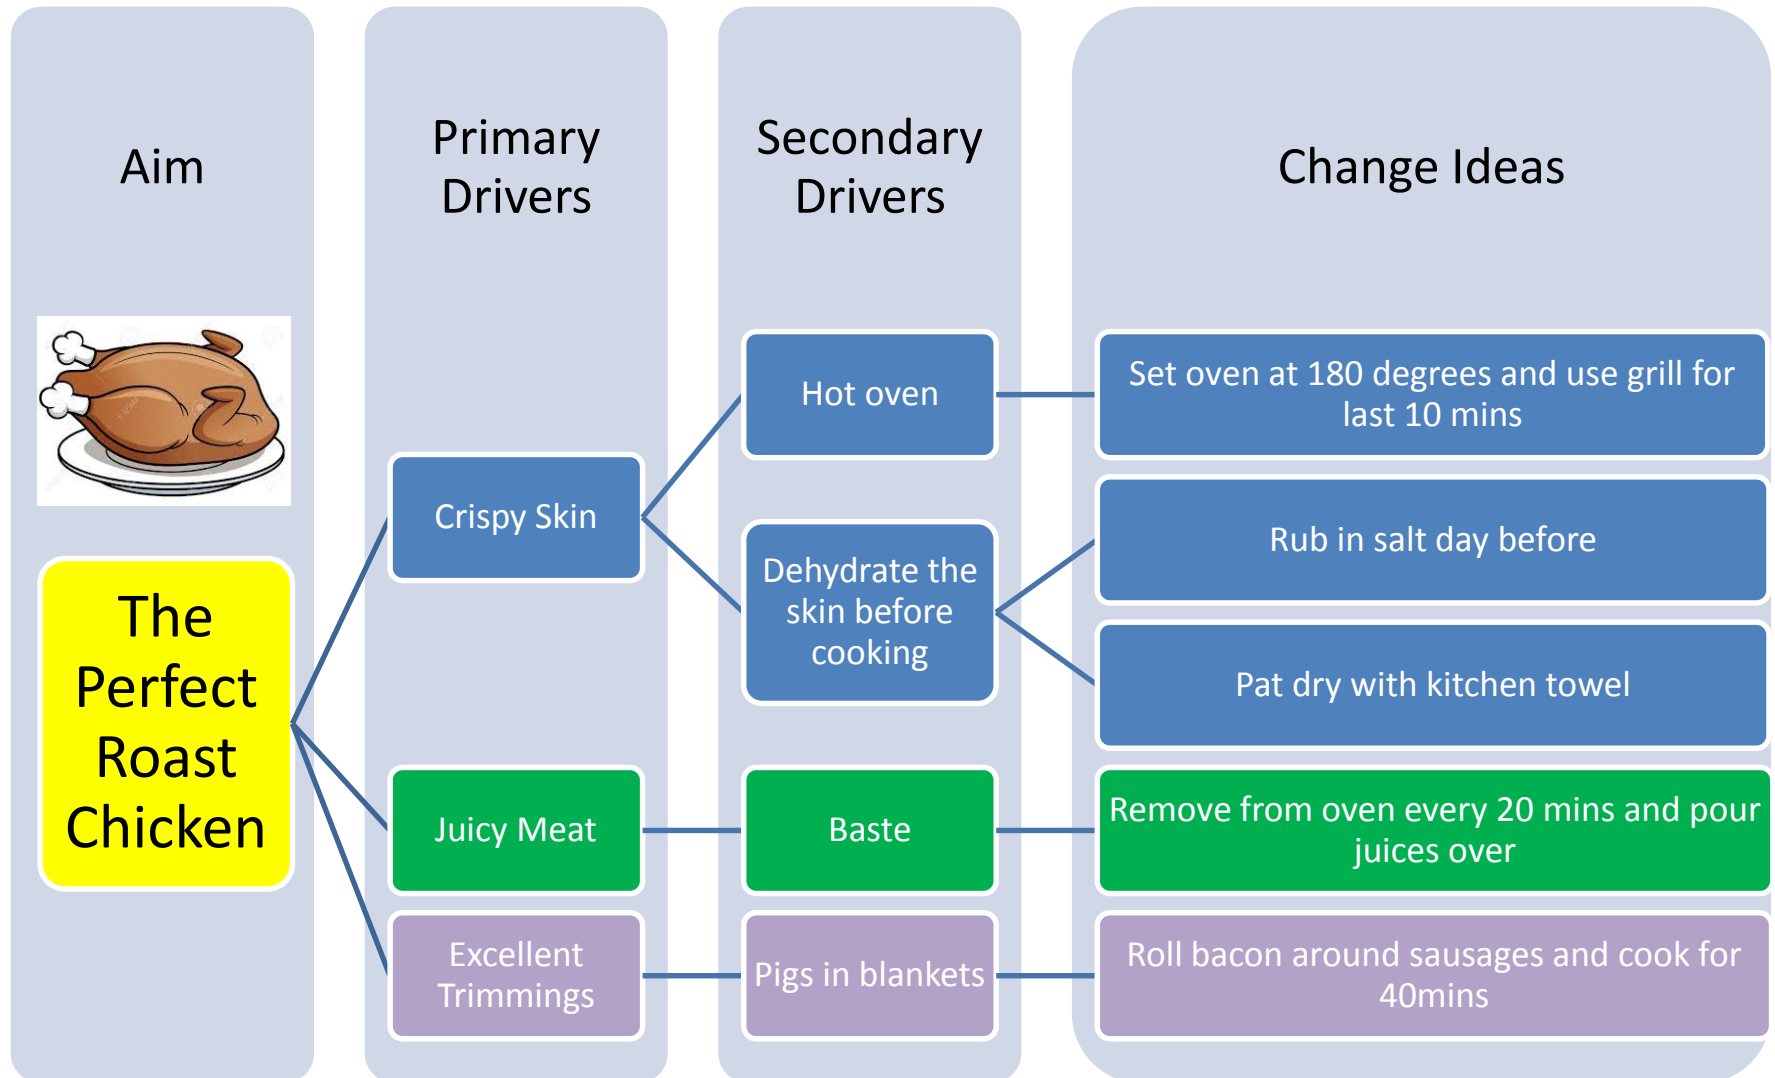 Aim
Primary
Drivers
Secondary
Drivers
Change Ideas
The
Perfect
Roast
Chicken
Crispy Skin
Hot oven
Set oven at 180 degrees and use grill for
last 10 mins
Dehydrate the
skin before
cooking
Rub in salt day before
Pat dry with kitchen towel
Juicy Meat
Baste
Remove from oven every 20 mins and pour
juices over
Excellent
Trimmings
Pigs in blankets
Roll bacon around sausages and cook for
40mins